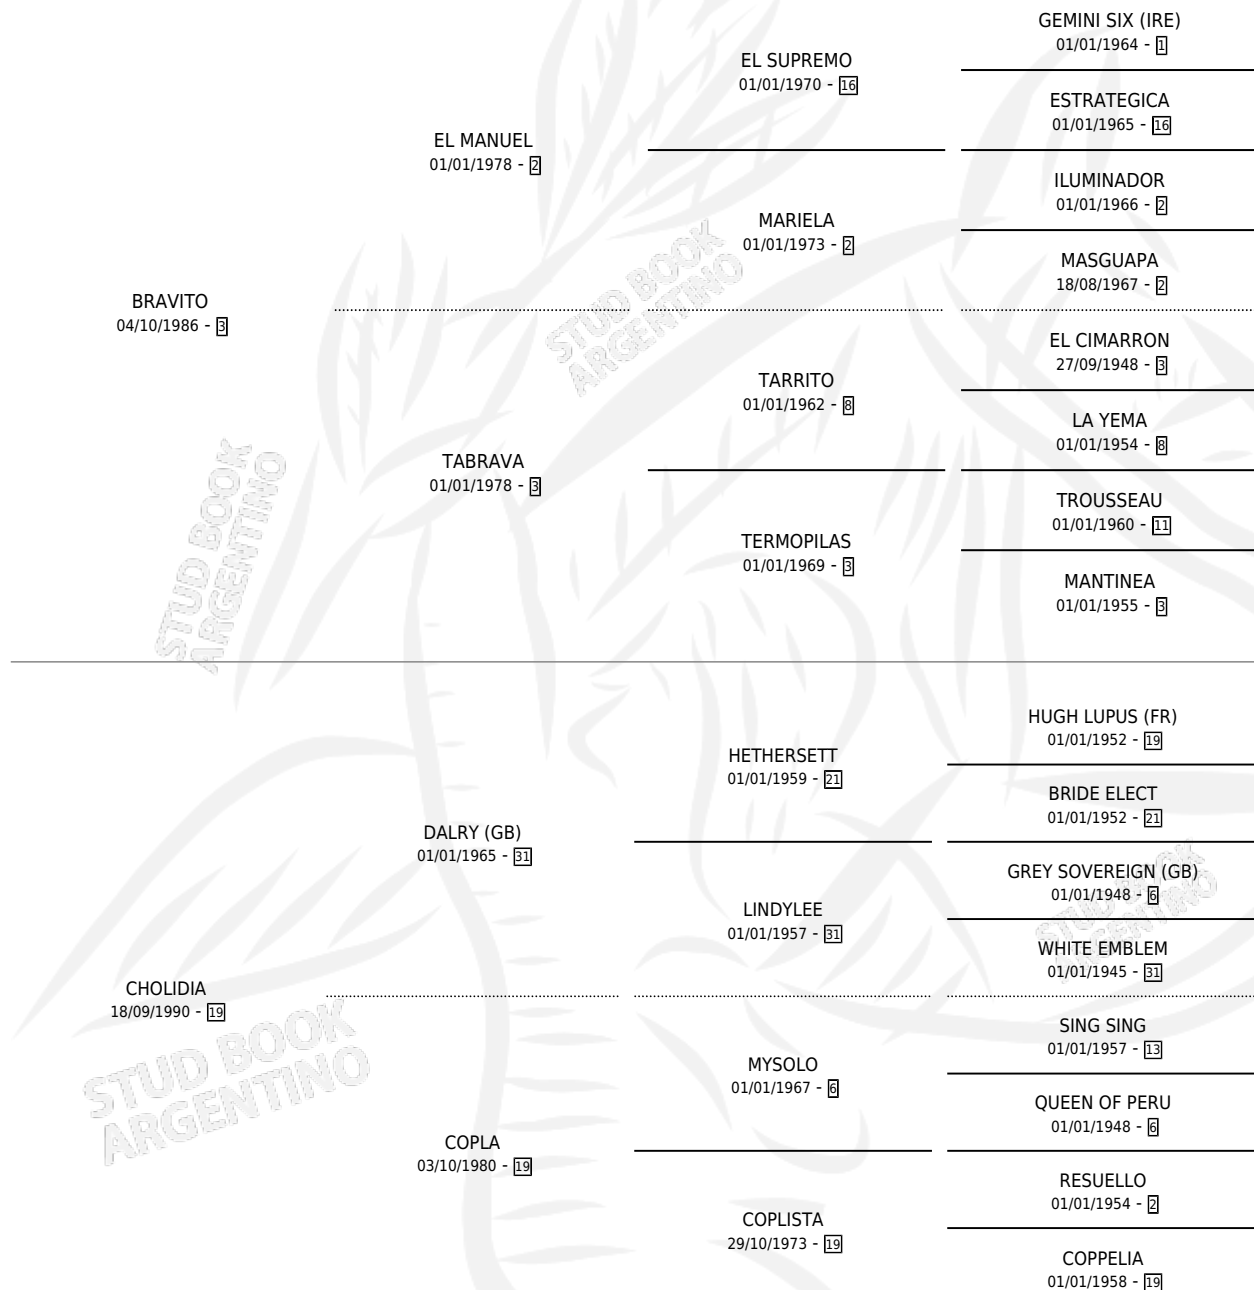 GEMINI SIX (IRE)
01/01/1964 - 1
EL SUPREMO
01/01/1970 - 16
ESTRATEGICA
01/01/1965 - 16
EL MANUEL
01/01/1978 - 2
ILUMINADOR
01/01/1966 - 2
MARIELA
01/01/1973 - 2
MASGUAPA
18/08/1967 - 2
BRAVITO
04/10/1986 - 3
EL CIMARRON
27/09/1948 - 3
TARRITO
01/01/1962 - 8
LA YEMA
01/01/1954 - 8
TABRAVA
01/01/1978 - 3
TROUSSEAU
01/01/1960 - 11
TERMOPILAS
01/01/1969 - 3
MANTINEA
01/01/1955 - 3
STUD BOOK
ARGENTINO
STUD BOOK
ARGENTINO
HUGH LUPUS (FR)
01/01/1952 - 19
HETHERSETT
01/01/1959 - 21
BRIDE ELECT
01/01/1952 - 21
DALRY (GB)
01/01/1965 - 31
GREY SOVEREIGN (GB)
01/01/1948 - 6
LINDYLEE
01/01/1957 - 31
WHITE EMBLEM
01/01/1945 - 31
CHOLIDIA
18/09/1990 - 19
SING SING
01/01/1957 - 13
MYSOLO
01/01/1967 - 6
QUEEN OF PERU
01/01/1948 - 6
COPLA
03/10/1980 - 19
RESUELLO
01/01/1954 - 2
COPLISTA
29/10/1973 - 19
COPPELIA
01/01/1958 - 19
STUD BOOK
ARGENTINO
STUD BOOK
ARGENTINO